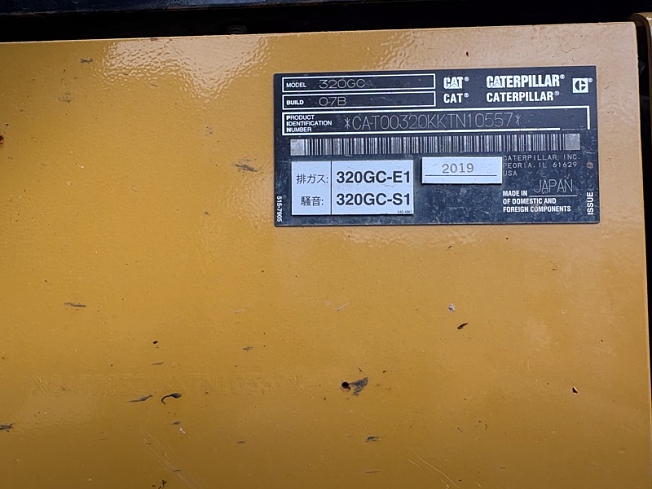 MODEL 320GC CAT® CATERPILLAR® C
BUILD 07B CAT® CATERPILLAR®
PRODUCT IDENTIFICATION NUMBER *CAT00320KKTN10557*
CATERPILLAR INC.
PEORIA, IL 61629
USA
排ガス: 320GC-E1
騒音: 320GC-S1
2019
MADE IN JAPAN
OF DOMESTIC AND
FOREIGN COMPONENTS
ISSUE